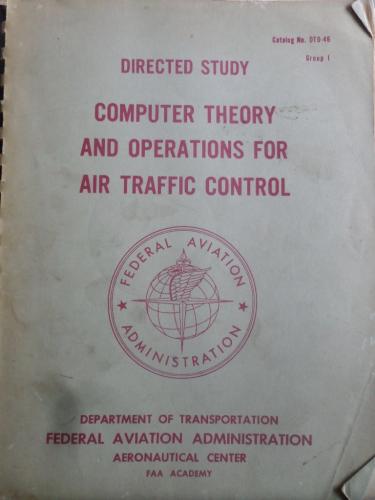 Catalog No. DTD-46
Group I
DIRECTED STUDY
COMPUTER THEORY
AND OPERATIONS FOR
AIR TRAFFIC CONTROL
FEDERAL AVIATION
ADMINISTRATION
DEPARTMENT OF TRANSPORTATION
FEDERAL AVIATION ADMINISTRATION
AERONAUTICAL CENTER
FAA ACADEMY